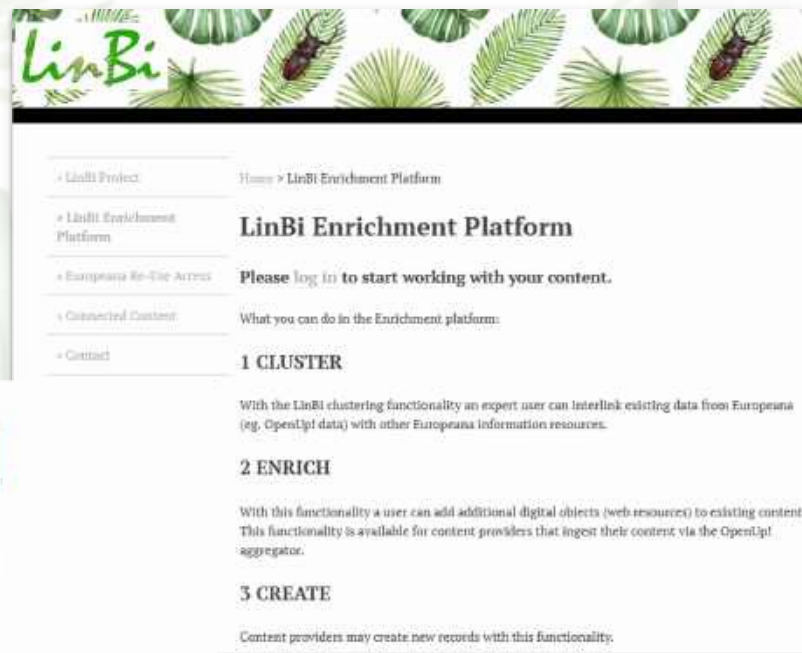 LinBi
» LinBi Project
» LinBi Enrichment
Platform
» Europeana Re-Use Access
» Connected Content
» Contact
Home > LinBi Enrichment Platform
LinBi Enrichment Platform
Please log in to start working with your content.
What you can do in the Enrichment platform:
1 CLUSTER
With the LinBi clustering functionality an expert user can interlink existing data from Europeana
(eg. OpenUp! data) with other Europeana information resources.
2 ENRICH
With this functionality a user can add additional digital objects (web resources) to existing content
This functionality is available for content providers that ingest their content via the OpenUp!
aggregator.
3 CREATE
Content providers may create new records with this functionality.